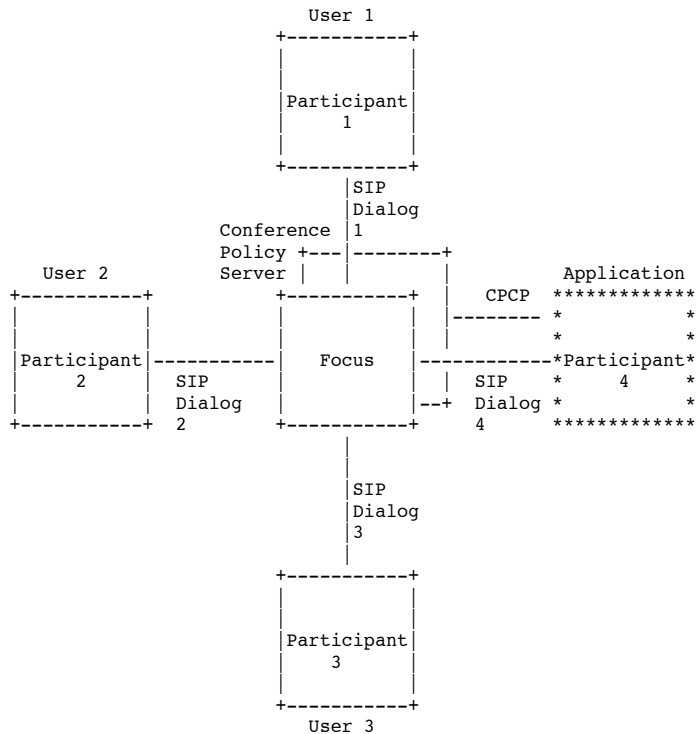 User 1
Participant
1
SIP
Dialog
Conference 1
Policy
User 2 Server Application
CPCP
Participant Focus Participant
2 SIP SIP 4
Dialog Dialog
2 4
SIP
Dialog
3
Participant
3
User 3